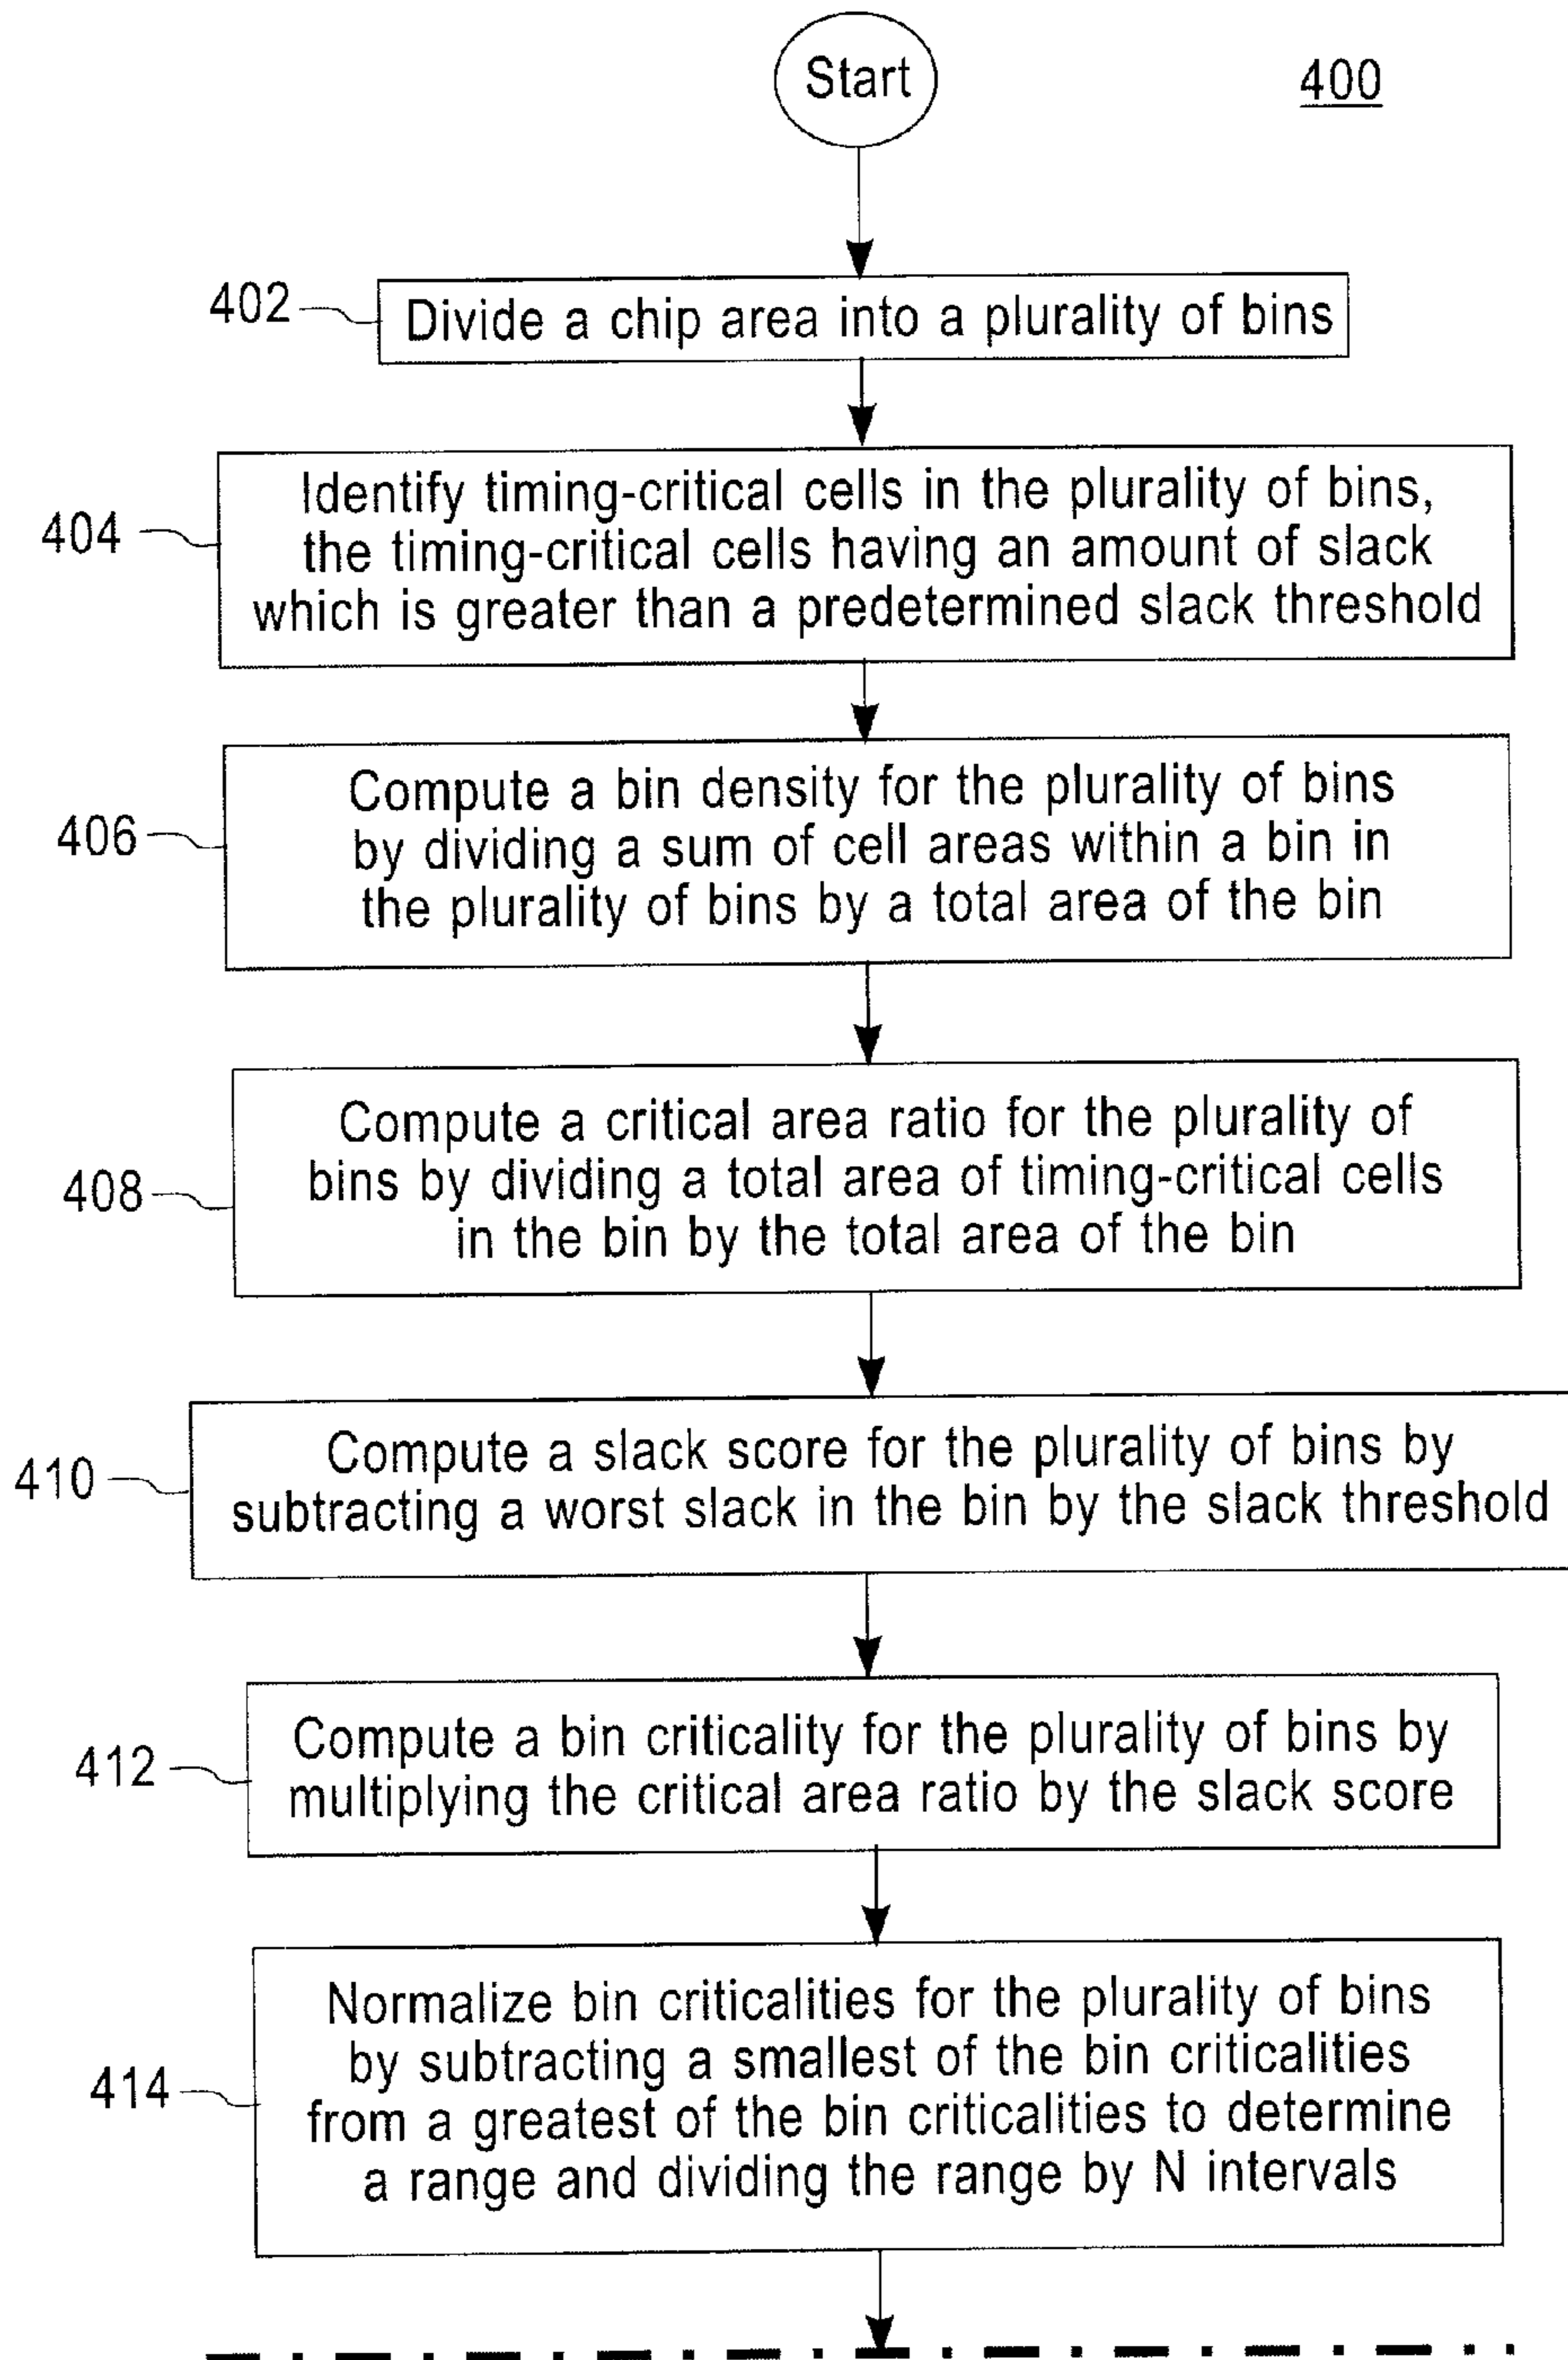 Start
400
402
Divide a chip area into a plurality of bins
404
Identify timing-critical cells in the plurality of bins,
the timing-critical cells having an amount of slack
which is greater than a predetermined slack threshold
406
Compute a bin density for the plurality of bins
by dividing a sum of cell areas within a bin in
the plurality of bins by a total area of the bin
408
Compute a critical area ratio for the plurality of
bins by dividing a total area of timing-critical cells
in the bin by the total area of the bin
410
Compute a slack score for the plurality of bins by
subtracting a worst slack in the bin by the slack threshold
412
Compute a bin criticality for the plurality of bins by
multiplying the critical area ratio by the slack score
414
Normalize bin criticalities for the plurality of bins
by subtracting a smallest of the bin criticalities
from a greatest of the bin criticalities to determine
a range and dividing the range by N intervals